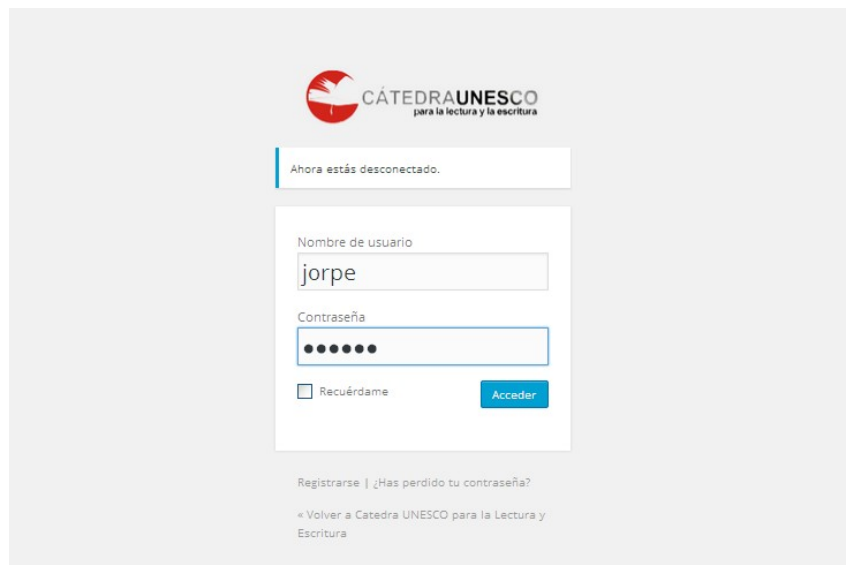 CÁTEDRAUNESCO
para la lectura y la escritura
Ahora estás desconectado.
Nombre de usuario
jorpe
Contraseña
●●●●●●
Recuérdame
Acceder
Registrarse | ¿Has perdido tu contraseña?
« Volver a Catedra UNESCO para la Lectura y
Escritura